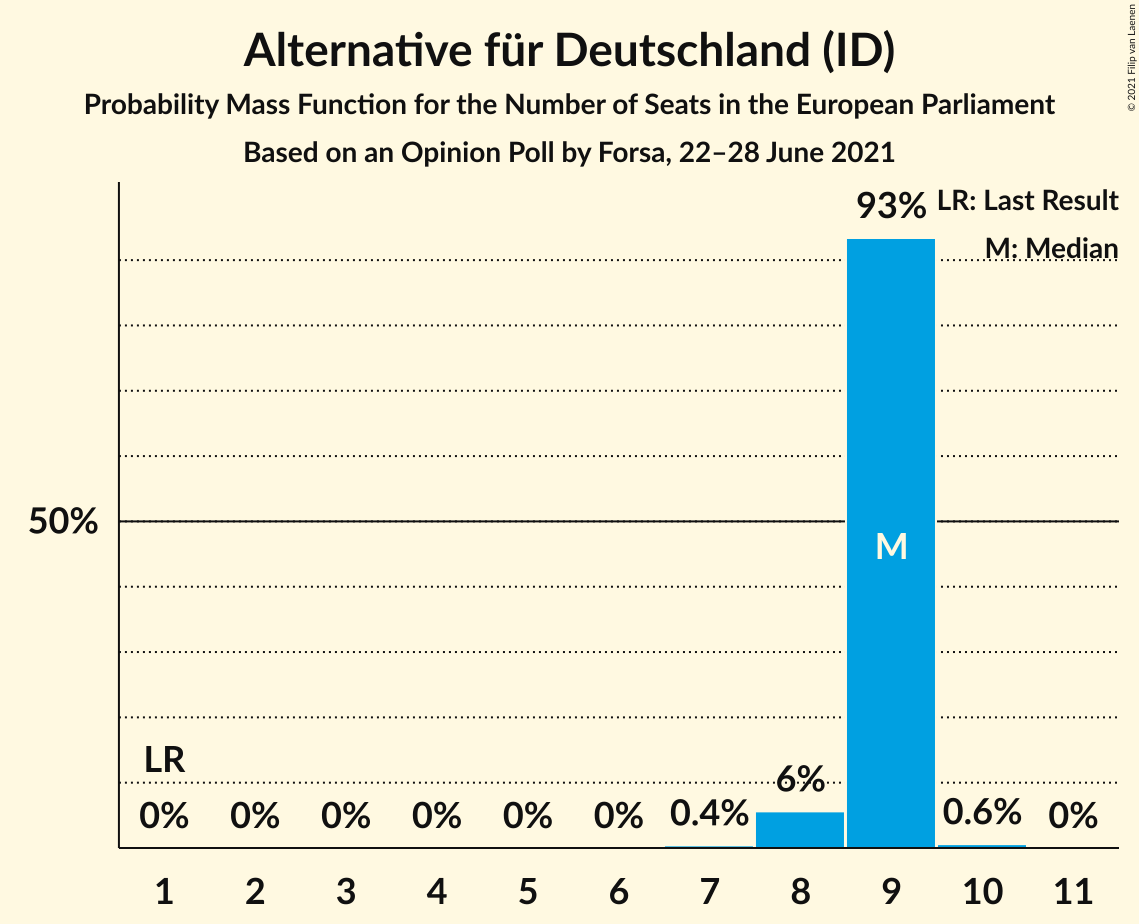 Alternative für Deutschland (ID)
Probability Mass Function for the Number of Seats in the European Parliament
Based on an Opinion Poll by Forsa, 22–28 June 2021
© 2021 Filip van Laenen
93%
LR: Last Result
M: Median
50%
M
LR
0%
0%
0%
0%
0%
0%
0.4%
6%
0.6%
0%
1
2
3
4
5
6
7
8
9
10
11